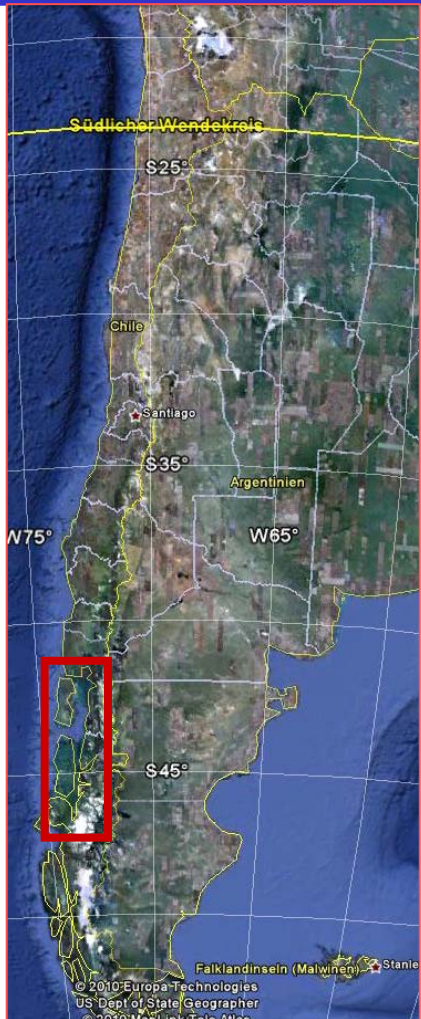 Südlicher Wendekreis
S25°
Chile
Santiago
S35°
Argentinien
W75°
W65°
S45°
Falklandinseln (Malwinen)
Stanle
© 2010 Europa Technologies
US Dept of State Geographer